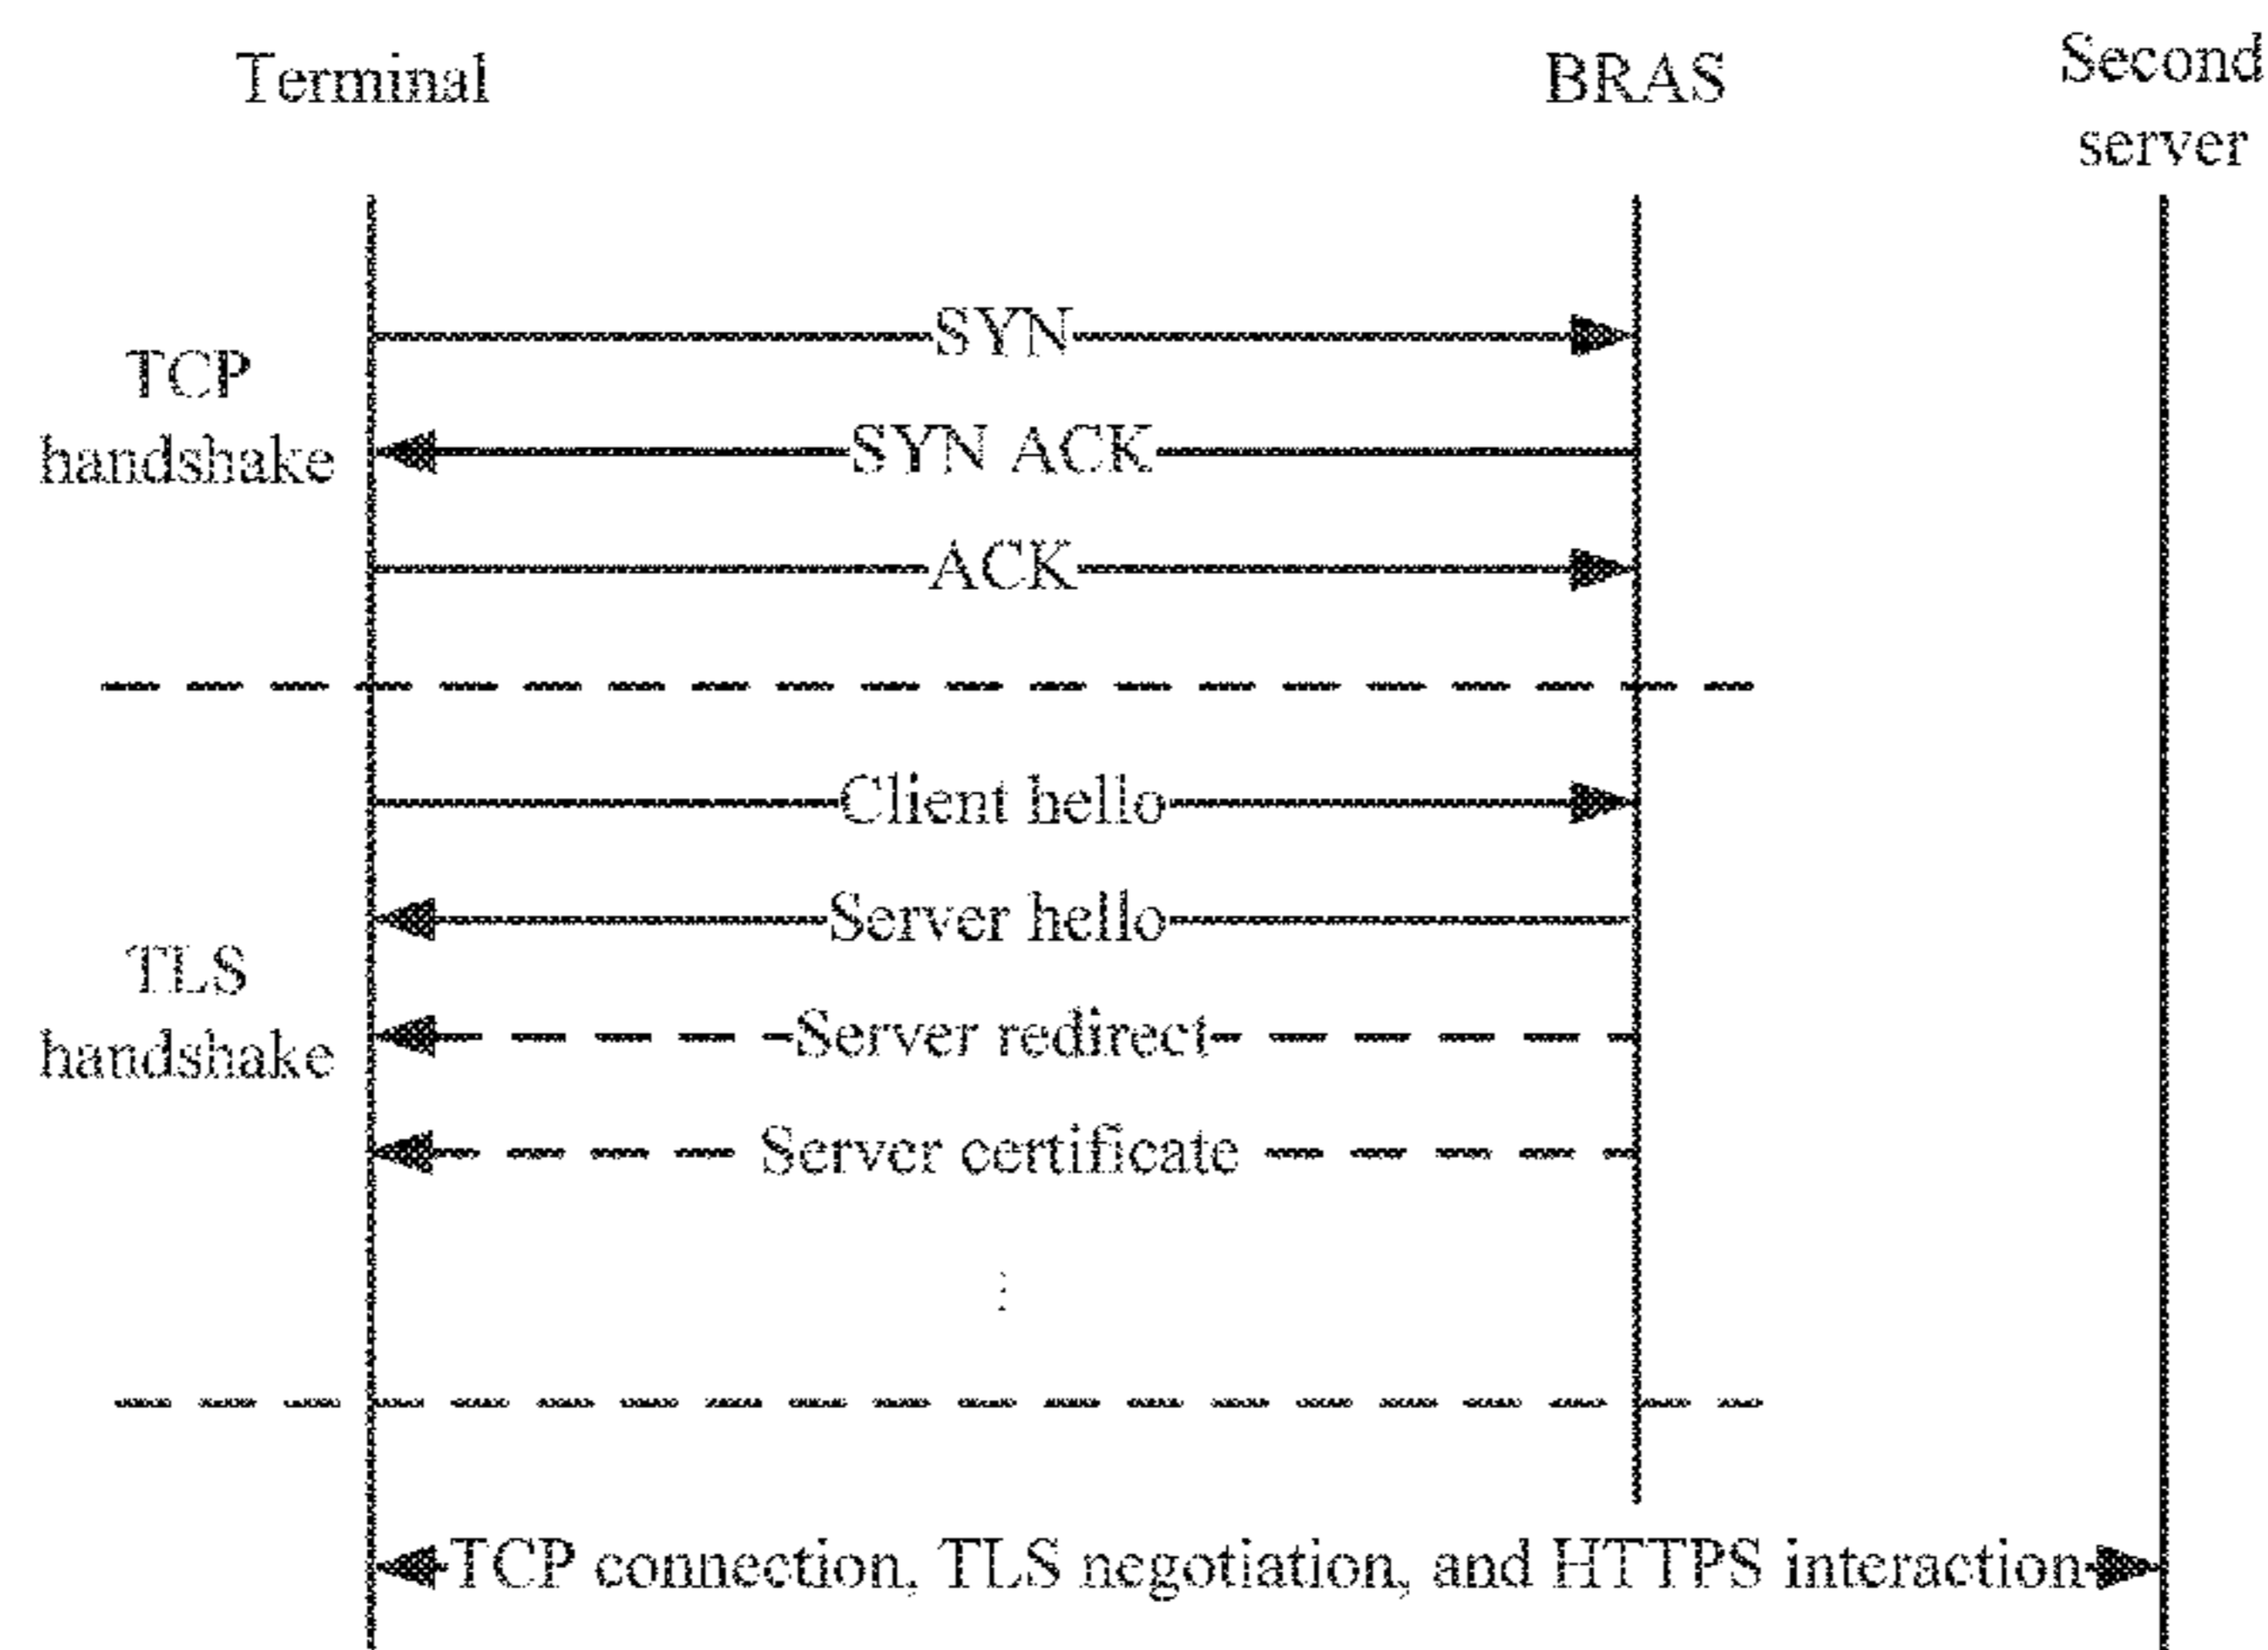 Terminal
BRAS
Second
server
SYN
TCP
handshake
SYN ACK
ACK
Client hello
Server hello
TLS
handshake
Server redirect
Server certificate
TCP connection, TLS negotiation, and HTTPS interaction